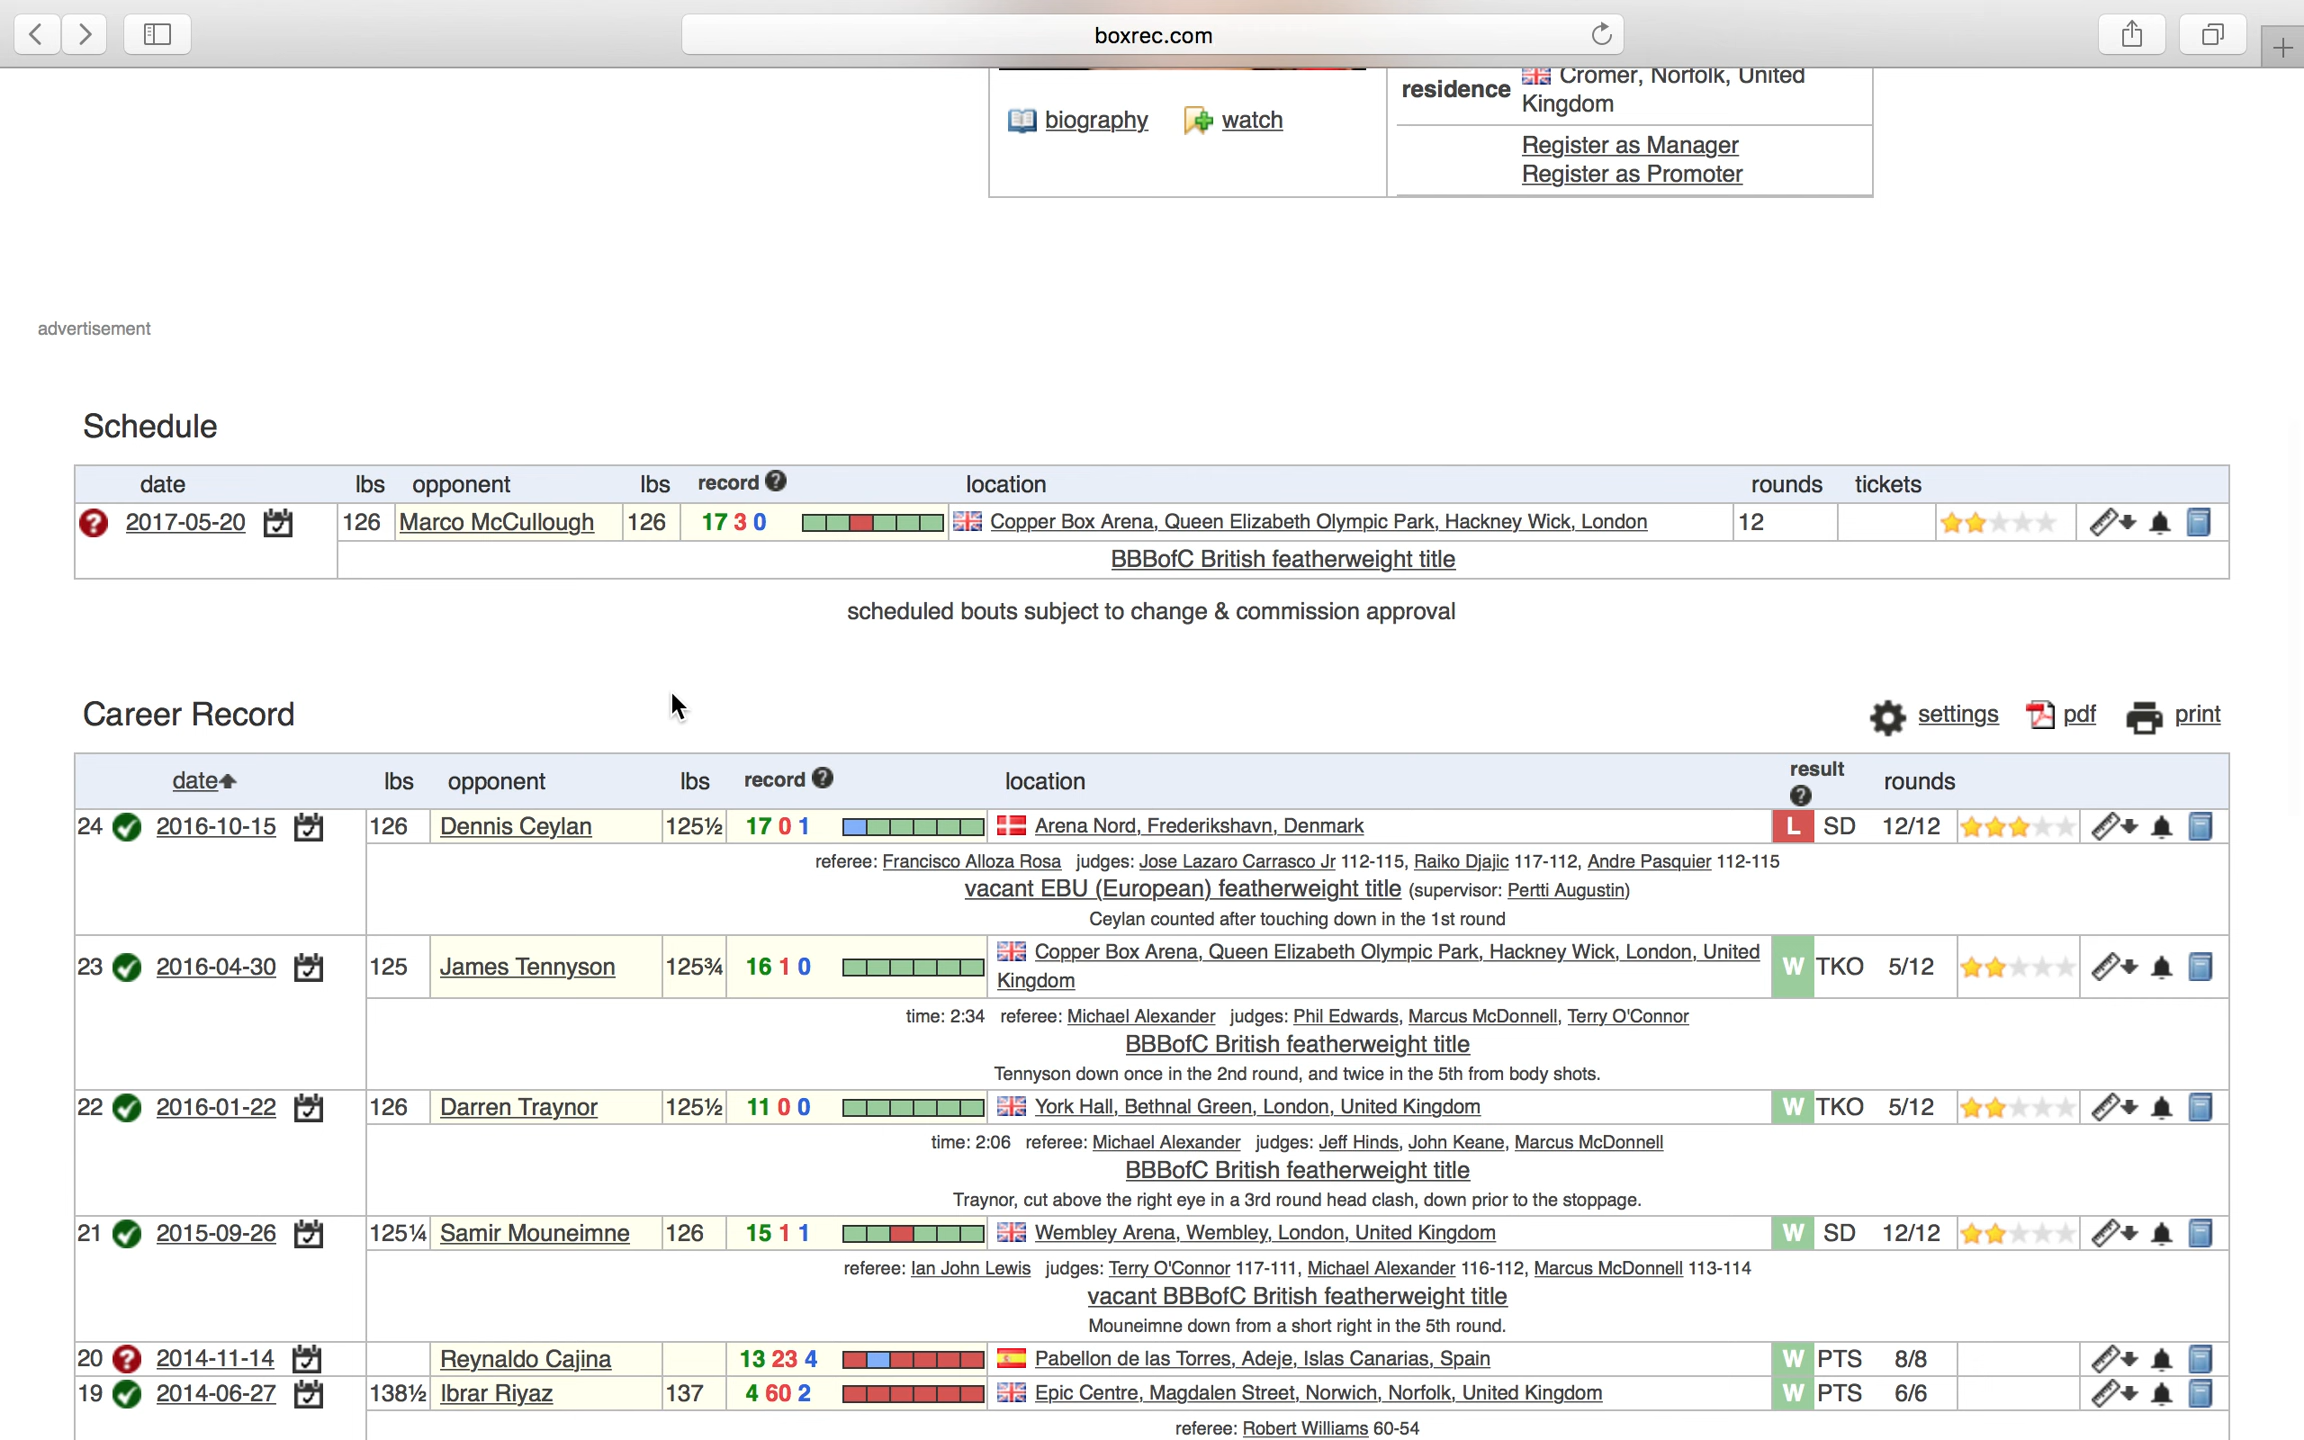 boxrec.com
residence
Cromer, Norfolk, United
Kingdom
biography watch
Register as Manager
Register as Promoter
advertisement
Schedule
date lbs opponent lbs record ? location rounds tickets
? 2017-05-20 126 Marco McCullough 126 17 3 0 Copper Box Arena, Queen Elizabeth Olympic Park, Hackney Wick, London 12
BBBofC British featherweight title
scheduled bouts subject to change & commission approval
Career Record settings pdf print
date lbs opponent lbs record ? location result ? rounds
24 2016-10-15 126 Dennis Ceylan 125½ 17 0 1 Arena Nord, Frederikshavn, Denmark L SD 12/12
referee: Francisco Alloza Rosa judges: Jose Lazaro Carrasco Jr 112-115, Raiko Djajic 117-112, Andre Pasquier 112-115
vacant EBU (European) featherweight title (supervisor: Pertti Augustin)
Ceylan counted after touching down in the 1st round
23 2016-04-30 125 James Tennyson 125¾ 16 1 0 Copper Box Arena, Queen Elizabeth Olympic Park, Hackney Wick, London, United W TKO 5/12
Kingdom
time: 2:34 referee: Michael Alexander judges: Phil Edwards, Marcus McDonnell, Terry O'Connor
BBBofC British featherweight title
Tennyson down once in the 2nd round, and twice in the 5th from body shots.
22 2016-01-22 126 Darren Traynor 125½ 11 0 0 York Hall, Bethnal Green, London, United Kingdom W TKO 5/12
time: 2:06 referee: Michael Alexander judges: Jeff Hinds, John Keane, Marcus McDonnell
BBBofC British featherweight title
Traynor, cut above the right eye in a 3rd round head clash, down prior to the stoppage.
21 2015-09-26 125¼ Samir Mouneimne 126 15 1 1 Wembley Arena, Wembley, London, United Kingdom W SD 12/12
referee: Ian John Lewis judges: Terry O'Connor 117-111, Michael Alexander 116-112, Marcus McDonnell 113-114
vacant BBBofC British featherweight title
Mouneimne down from a short right in the 5th round.
20 ? 2014-11-14 Reynaldo Cajina 13 23 4 Pabellon de las Torres, Adeje, Islas Canarias, Spain W PTS 8/8
19 2014-06-27 138½ Ibrar Riyaz 137 4 60 2 Epic Centre, Magdalen Street, Norwich, Norfolk, United Kingdom W PTS 6/6
referee: Robert Williams 60-54